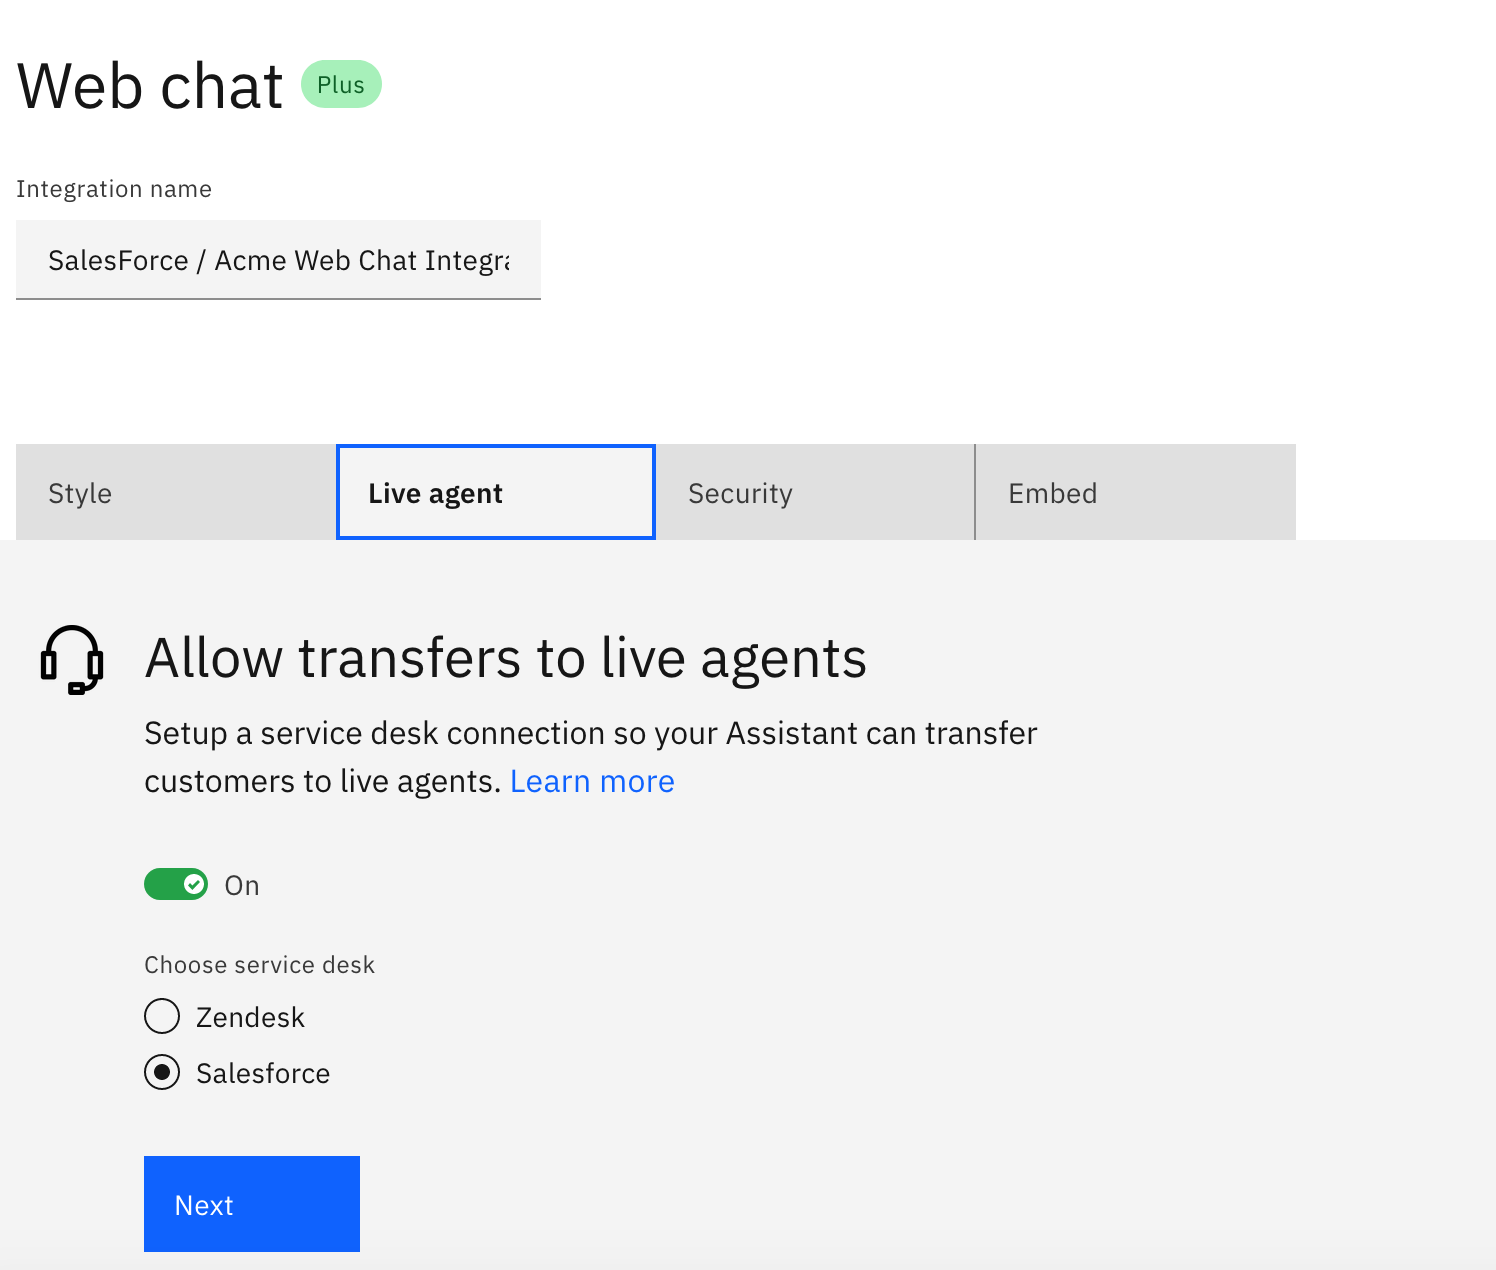 Web chat Plus
Integration name
SalesForce / Acme Web Chat
Style Live agent Security Embed
Allow transfers to live agents
Setup a service desk connection so your Assistant can transfer
customers to live agents. Learn more
On
Choose service desk
Zendesk
Salesforce
Next